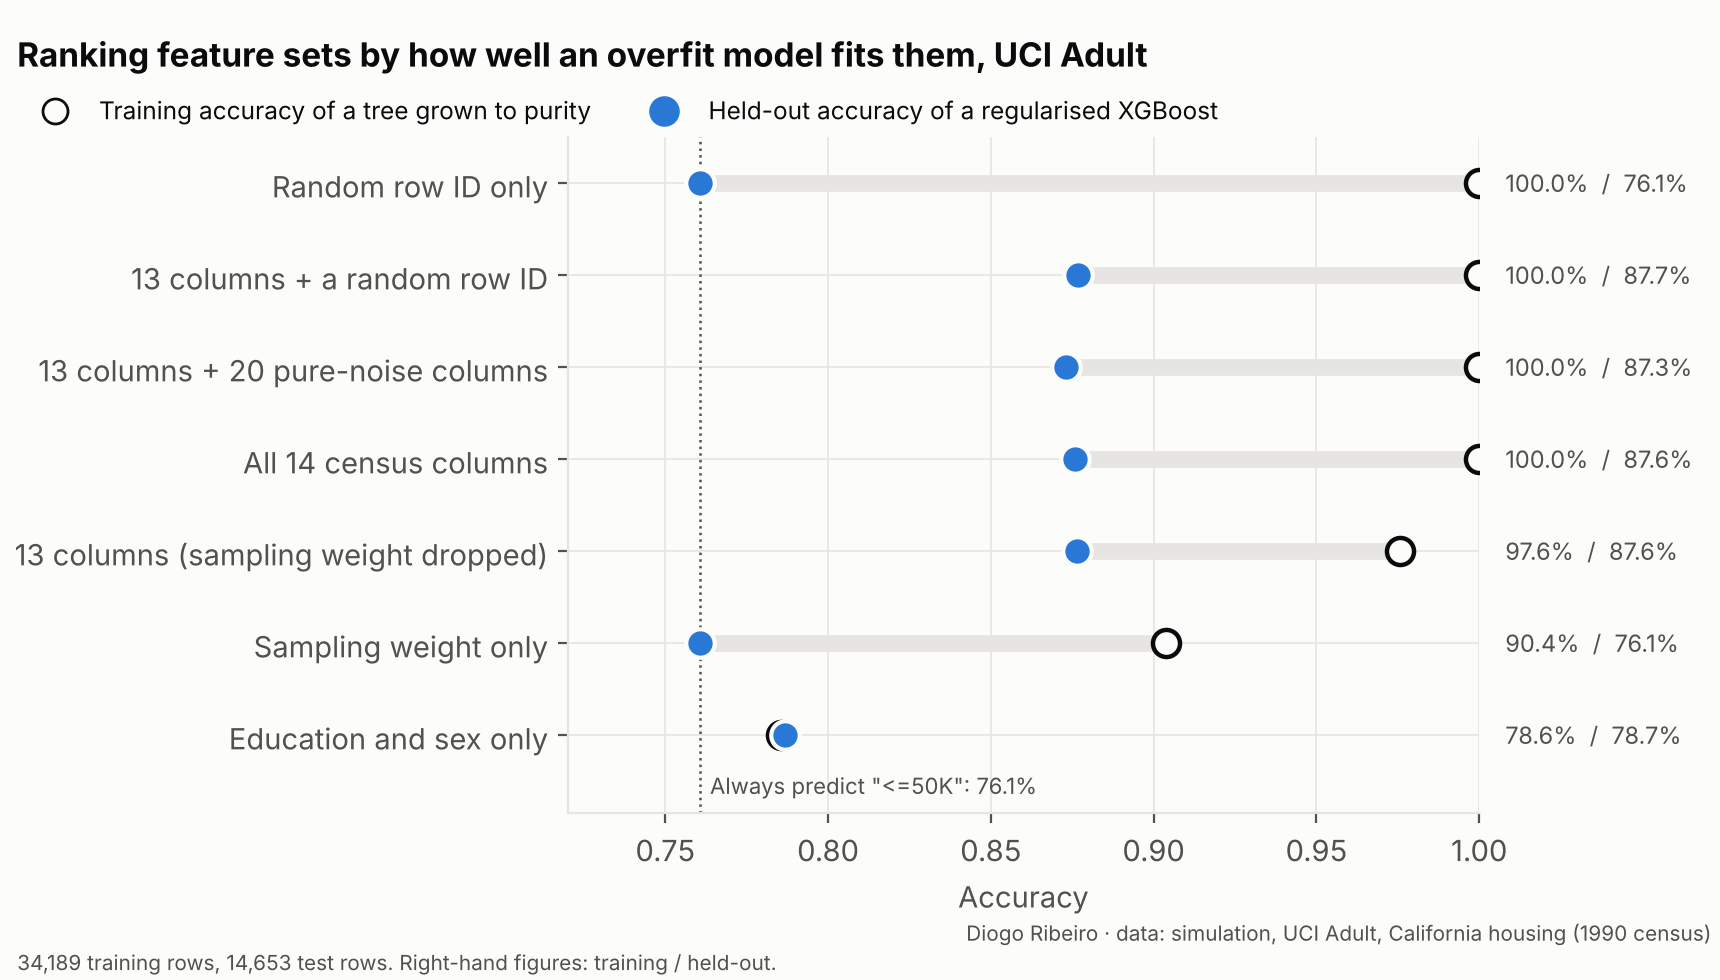 Ranking feature sets by how well an overfit model fits them, UCI Adult
Training accuracy of a tree grown to purity
Held-out accuracy of a regularised XGBoost
Random row ID only
100.0% / 76.1%
13 columns + a random row ID
100.0% / 87.7%
13 columns + 20 pure-noise columns
100.0% / 87.3%
All 14 census columns
100.0% / 87.6%
13 columns (sampling weight dropped)
97.6% / 87.6%
Sampling weight only
90.4% / 76.1%
Education and sex only
78.6% / 78.7%
Always predict "<=50K": 76.1%
0.75 0.80 0.85 0.90 0.95 1.00
Accuracy
Diogo Ribeiro · data: simulation, UCI Adult, California housing (1990 census)
34,189 training rows, 14,653 test rows. Right-hand figures: training / held-out.